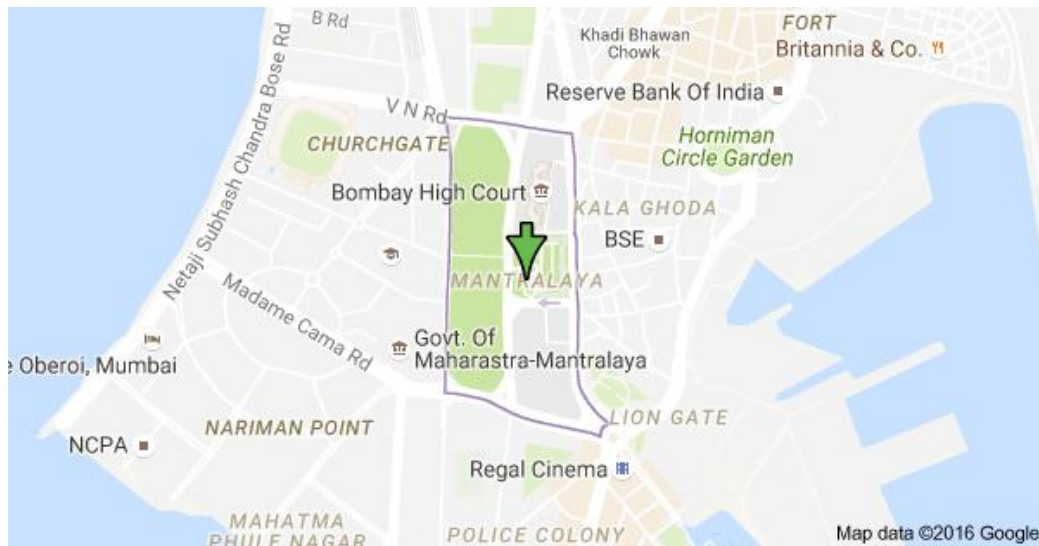 B Rd
FORT
Khadi Bhawan
Chowk
Britannia & Co.
Netaji Subhash Chandra Bose Rd
Reserve Bank Of India
V N Rd
CHURCHGATE
Horniman
Circle Garden
Bombay High Court
KALA GHODA
BSE
MANTRALAYA
Madame Cama Rd
Govt. Of
Maharastra-Mantralaya
e Oberoi, Mumbai
LION GATE
NARIMAN POINT
NCPA
Regal Cinema
MAHATMA
PHULE NAGAR
POLICE COLONY
Map data ©2016 Google